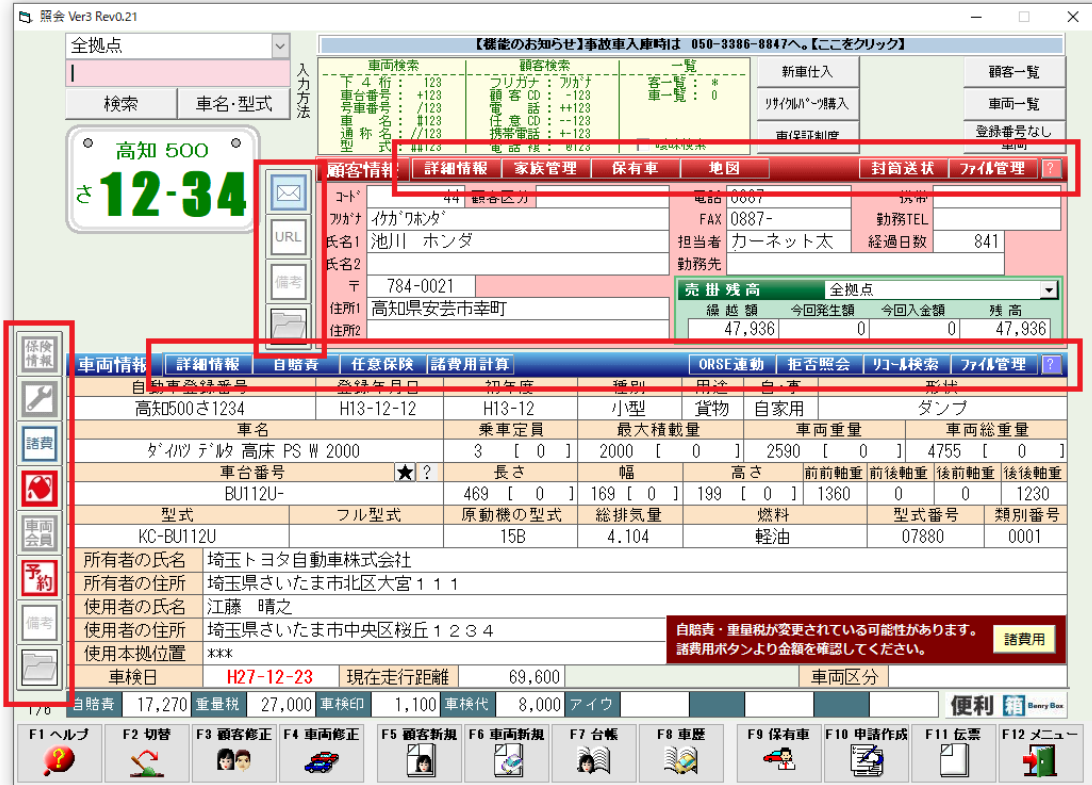 照会 Ver3 Rev0.21
全拠点
【機能のお知らせ】事故車入庫時は 050-3386-8847へ。【ここをクリック】
入力方法
検索 車名・型式
車両検索 顧客検索 一覧
下４桁： 123 フリガナ： ﾌﾘｶﾞﾅ 客一覧： *
車台番号： +123 顧客CD： -123 車一覧： 0
号車番号： /123 電話： ++123
車名： #123 任意CD： --123
通称名： //123 携帯電話： +-123
型式： ##123 電話複： @123
新車仕入 顧客一覧
ﾘｻｲｸﾙﾊﾟｰﾂ購入 車両一覧
車保証制度 登録番号なし車両
高知 500
さ 12-34
顧客情報 詳細情報 家族管理 保有車 地図 封筒送状 ﾌｧｲﾙ管理 ?
URL
備考
ｺｰﾄﾞ 44 顧客区分 電話 0887- 携帯
ﾌﾘｶﾞﾅ ｲｹｶﾞﾜﾎﾝﾀﾞ FAX 0887- 勤務TEL
氏名1 池川 ホンダ 担当者 カーネット太 経過日数 841
氏名2 勤務先
〒 784-0021
住所1 高知県安芸市幸町
住所2
売掛残高 全拠点
繰越額 今回発生額 今回入金額 残高
47,936 0 0 47,936
保険情報
諸費
車両会員
予約
備考
車両情報 詳細情報 自賠責 任意保険 諸費用計算 ORSE連動 拒否照会 ﾘｺｰﾙ検索 ﾌｧｲﾙ管理 ?
自動車登録番号 登録年月日 初年度 種別 用途 自・事 形状
高知500さ1234 H13-12-12 H13-12 小型 貨物 自家用 ダンプ
車名 乗車定員 最大積載量 車両重量 車両総重量
ﾀﾞｲﾊﾂ ﾃﾞﾙﾀ 高床 PS W 2000 3 [ 0 ] 2000 [ 0 ] 2590 [ 0 ] 4755 [ 0 ]
車台番号 ★ ? 長さ 幅 高さ 前前軸重 前後軸重 後前軸重 後後軸重
BU112U- 469 [ 0 ] 169 [ 0 ] 199 [ 0 ] 1360 0 0 1230
型式 フル型式 原動機の型式 総排気量 燃料 型式番号 類別番号
KC-BU112U 15B 4.104 軽油 07880 0001
所有者の氏名 埼玉トヨタ自動車株式会社
所有者の住所 埼玉県さいたま市北区大宮１１１
使用者の氏名 江藤 晴之
使用者の住所 埼玉県さいたま市中央区桜丘１２３４
使用本拠位置 ***
自賠責・重量税が変更されている可能性があります。
諸費用ボタンより金額を確認してください。
諸費用
車検日 H27-12-23 現在走行距離 69,600 車両区分
1/6 自賠責 17,270 重量税 27,000 車検印 1,100 車検代 8,000 アイウ 便利箱 Benry Box
F1 ヘルプ F2 切替 F3 顧客修正 F4 車両修正 F5 顧客新規 F6 車両新規 F7 台帳 F8 車歴 F9 保有車 F10 申請作成 F11 伝票 F12 メニュー